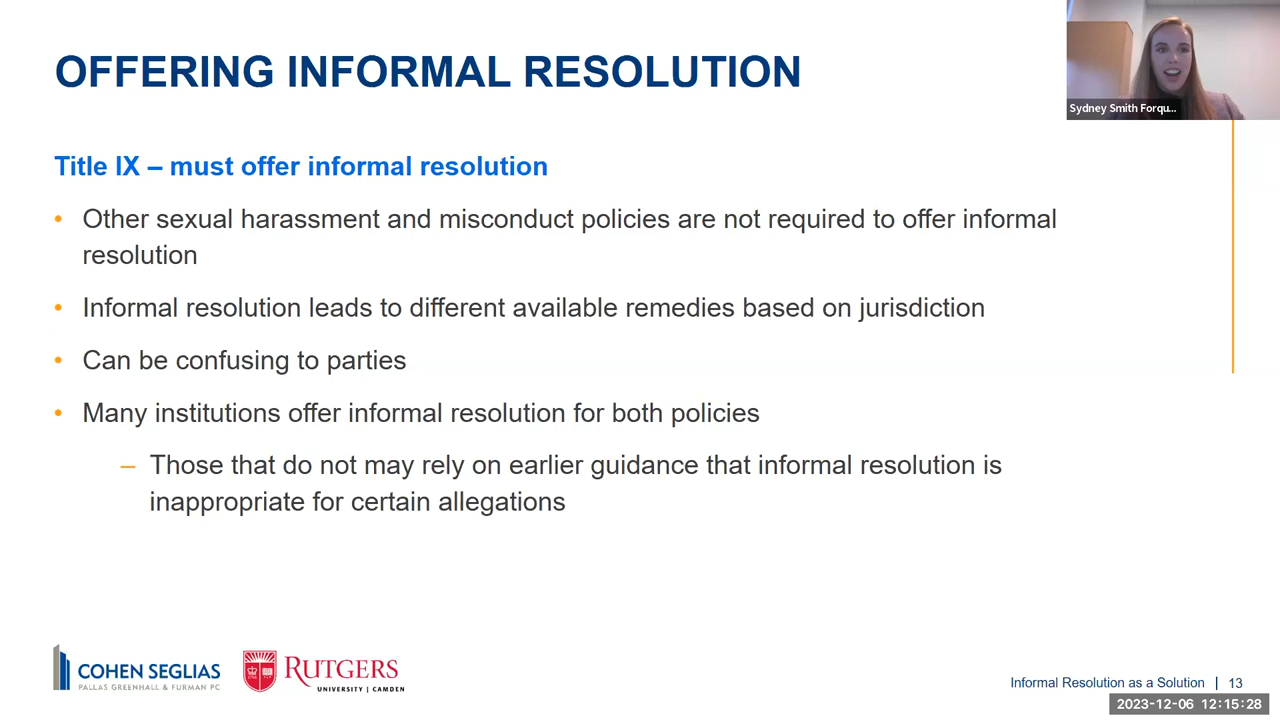 OFFERING INFORMAL RESOLUTION
Sydney Smith Forqu...
Title IX – must offer informal resolution
• Other sexual harassment and misconduct policies are not required to offer informal
resolution
• Informal resolution leads to different available remedies based on jurisdiction
• Can be confusing to parties
• Many institutions offer informal resolution for both policies
– Those that do not may rely on earlier guidance that informal resolution is
inappropriate for certain allegations
COHEN SEGLIAS
PALLAS GREENHALL & FURMAN PC
RUTGERS
UNIVERSITY | CAMDEN
Informal Resolution as a Solution | 13
2023-12-06 12:15:28